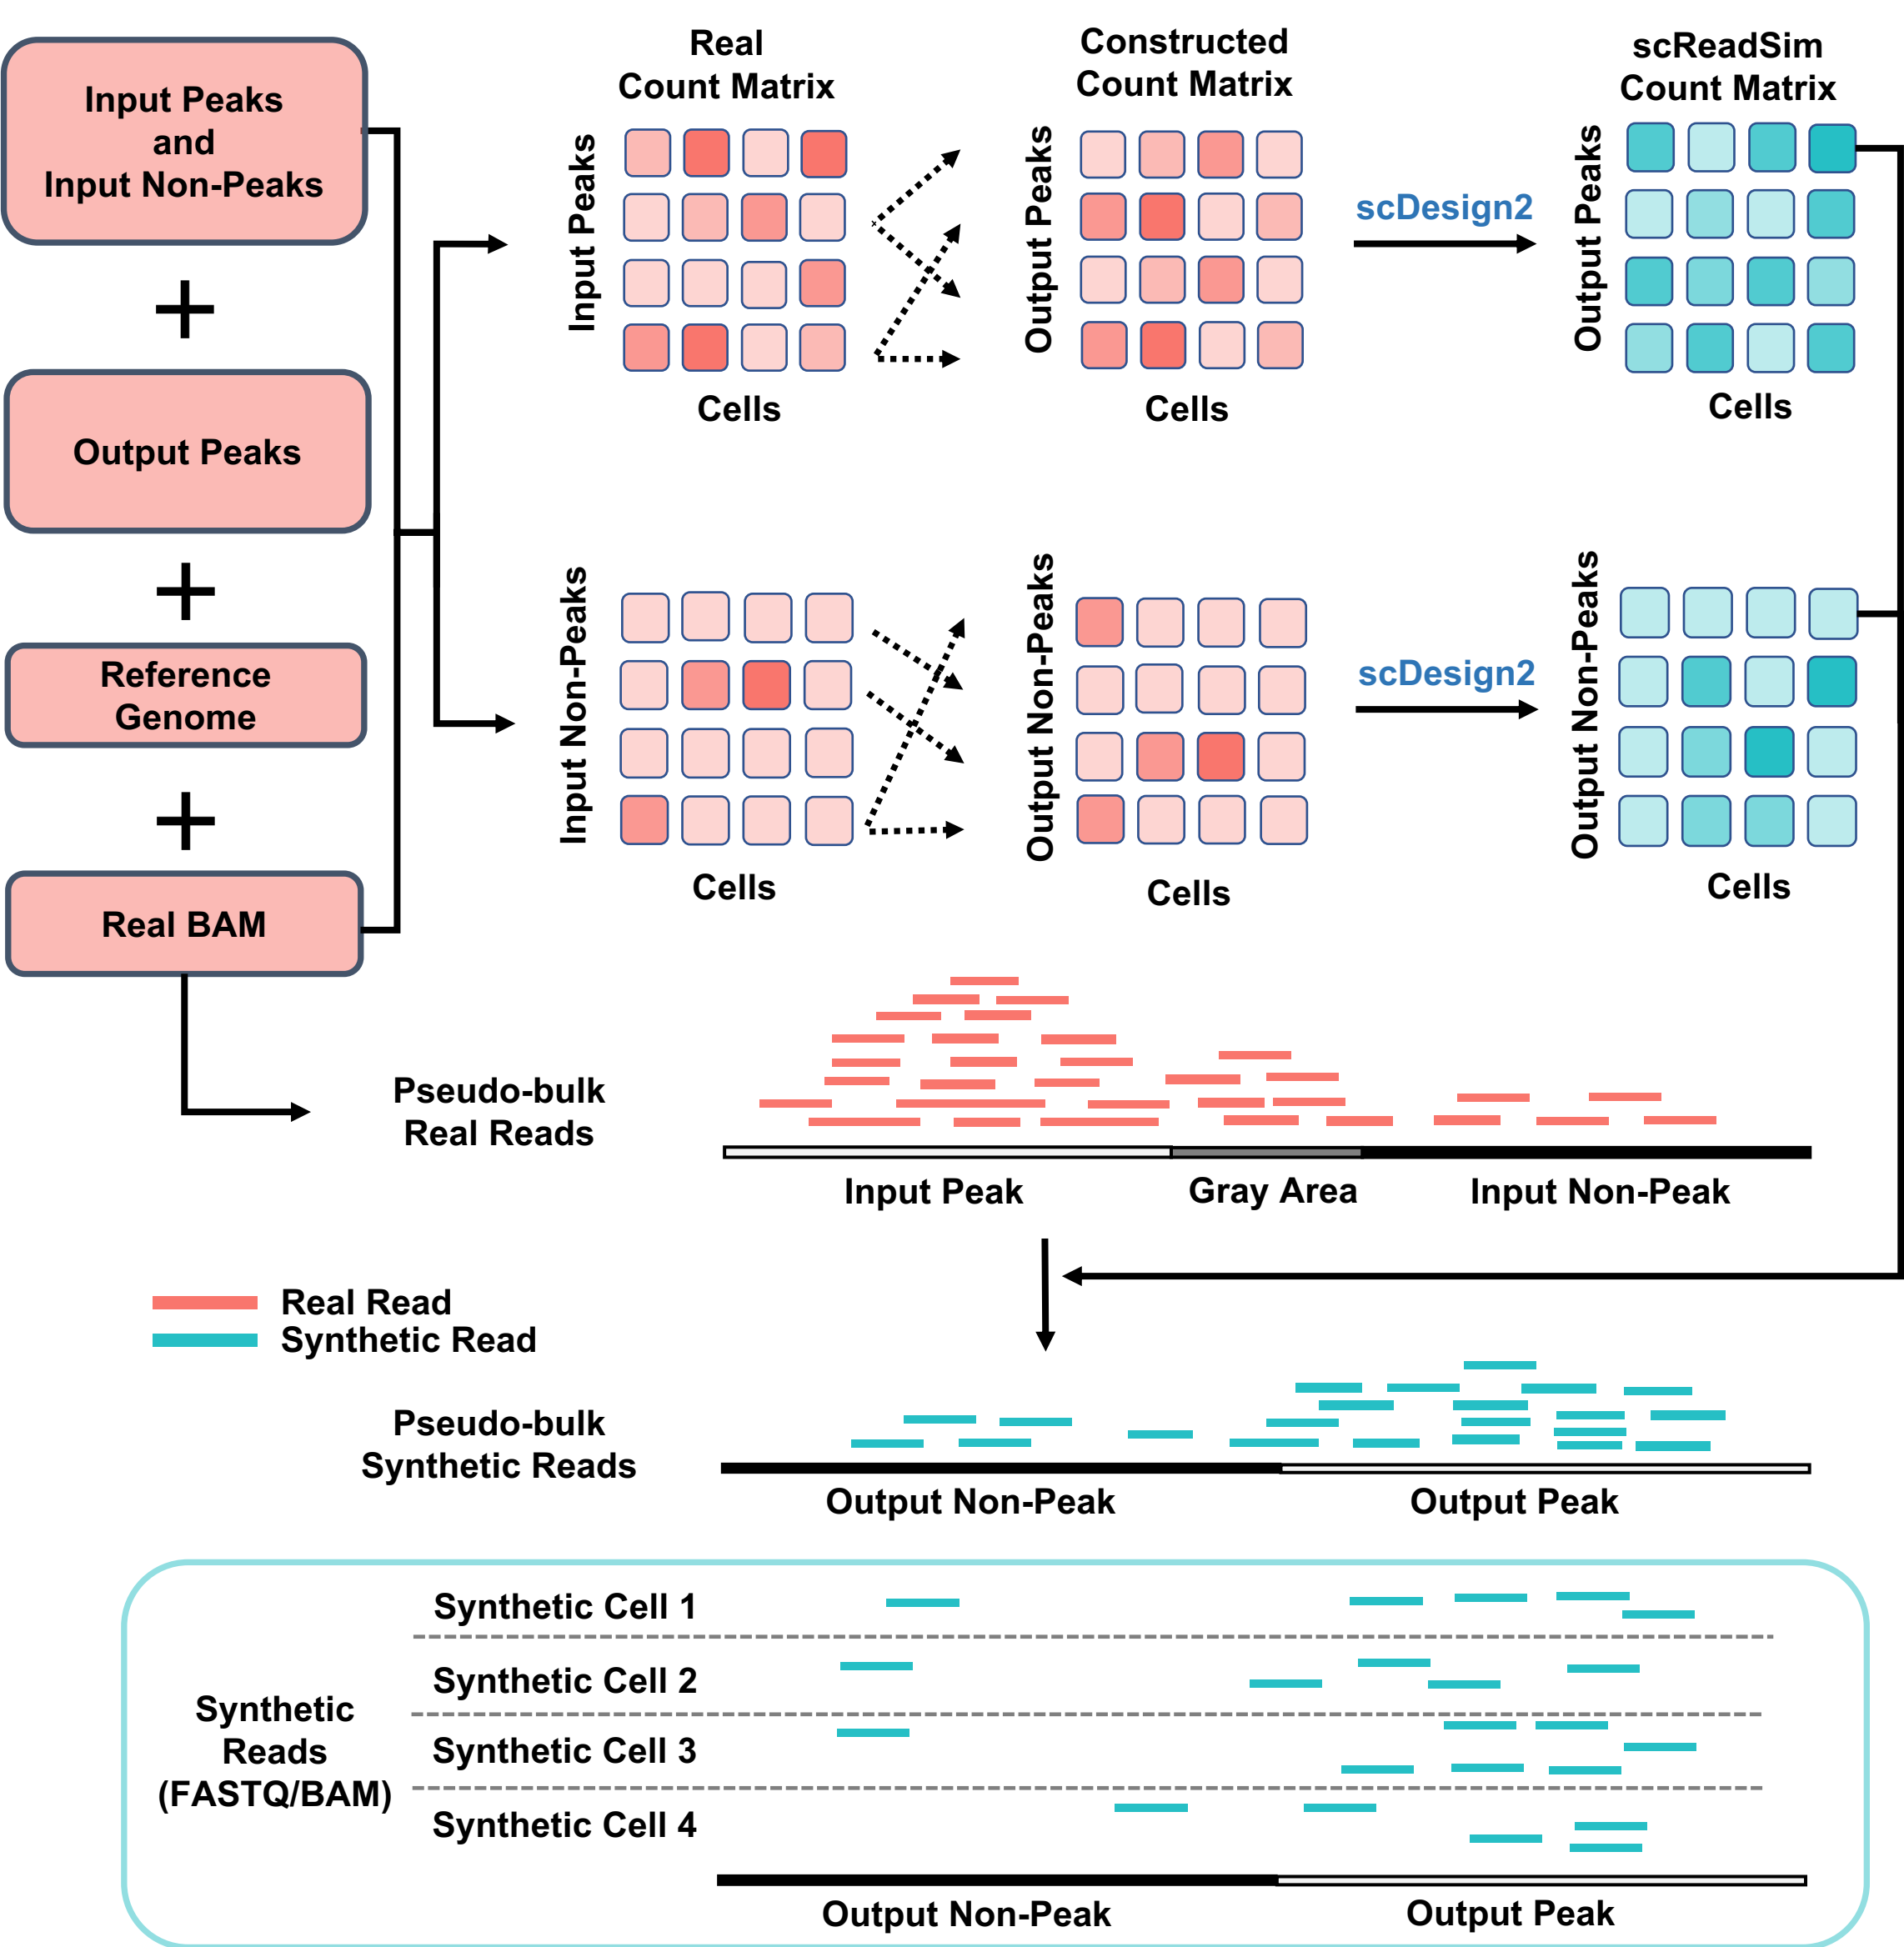 Input Peaks
and
Input Non-Peaks
Output Peaks
Reference
Genome
Real BAM
Real
Count Matrix
Constructed
Count Matrix
scReadSim
Count Matrix
Input Peaks
Output Peaks
scDesign2
Output Peaks
Cells
Cells
Cells
Input Non-Peaks
Output Non-Peaks
scDesign2
Output Non-Peaks
Cells
Cells
Cells
Pseudo-bulk
Real Reads
Input Peak
Gray Area
Input Non-Peak
Real Read
Synthetic Read
Pseudo-bulk
Synthetic Reads
Output Non-Peak
Output Peak
Synthetic
Reads
(FASTQ/BAM)
Synthetic Cell 1
Synthetic Cell 2
Synthetic Cell 3
Synthetic Cell 4
Output Non-Peak
Output Peak